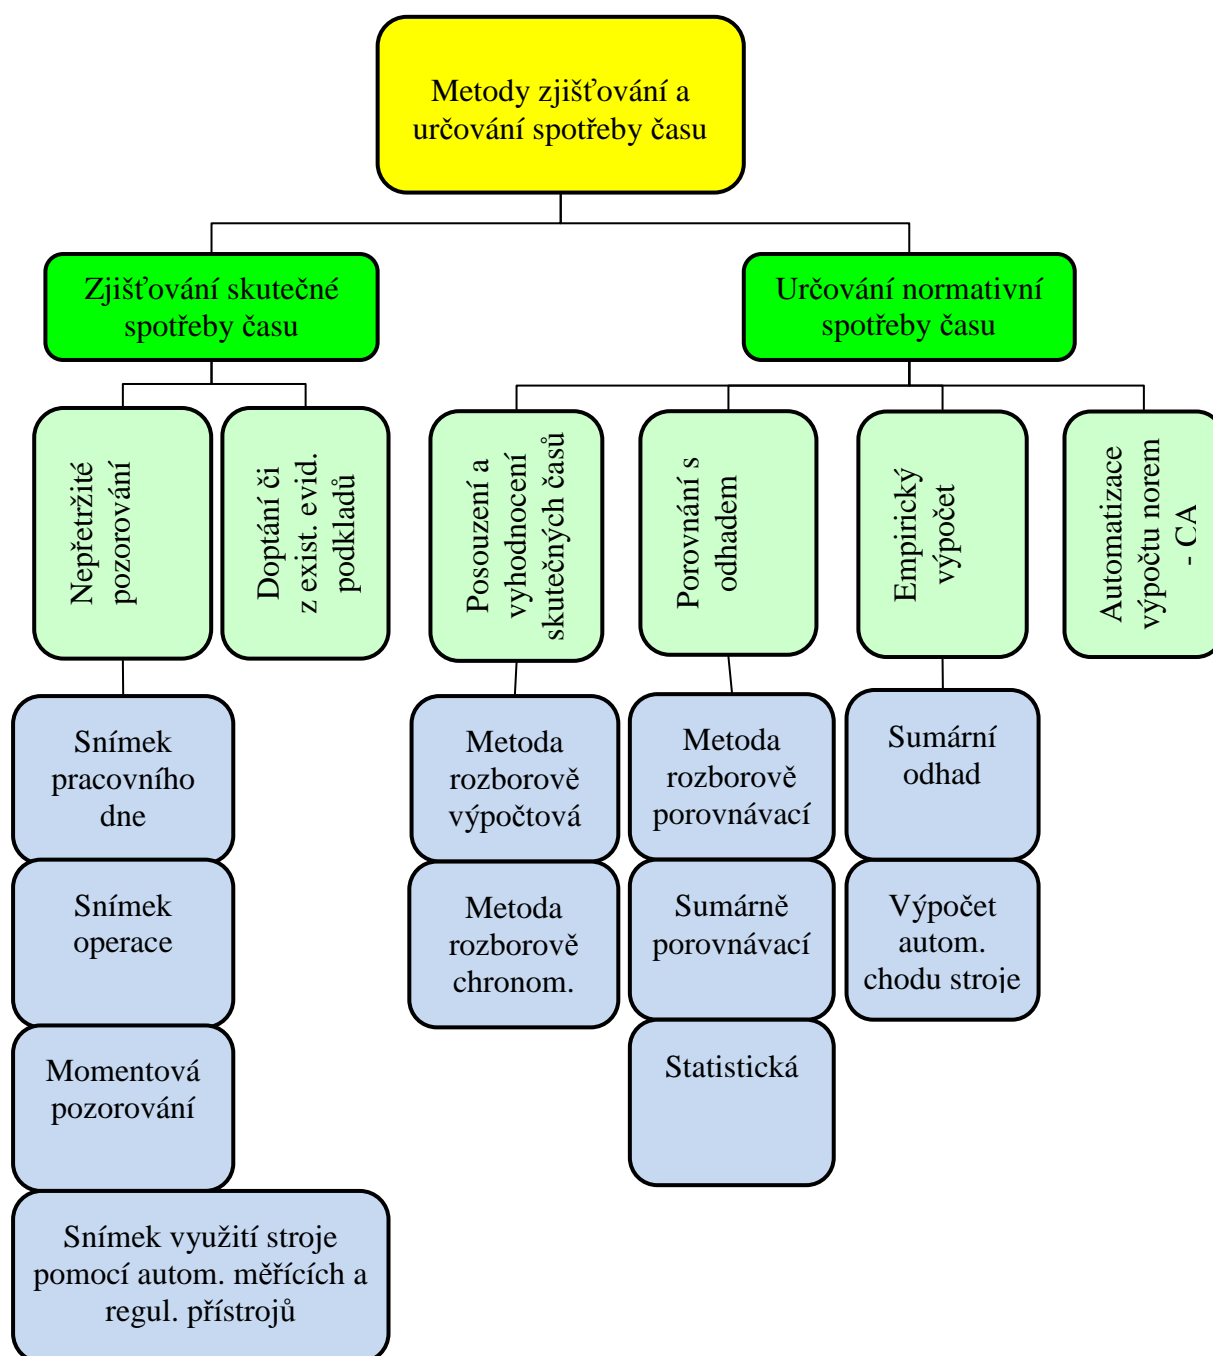 Metody zjišťování a
určování spotřeby času
Zjišťování skutečné
spotřeby času
Určování normativní
spotřeby času
Nepřetržité
pozorování
Doptání či
z exist. evid.
podkladů
Posouzení a
vyhodnocení
skutečných časů
Porovnání s
odhadem
Empirický
výpočet
Automatizace
výpočtu norem
- CA
Snímek
pracovního
dne
Snímek
operace
Momentová
pozorování
Snímek využití stroje
pomocí autom. měřících a
regul. přístrojů
Metoda
rozborově
výpočtová
Metoda
rozborově
chronom.
Metoda
rozborově
porovnávací
Sumárně
porovnávací
Statistická
Sumární
odhad
Výpočet
autom.
chodu stroje